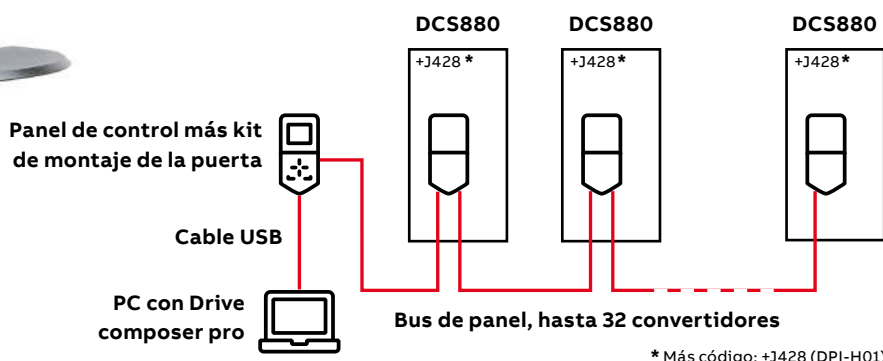 DCS880 DCS880 DCS880
+J428 * +J428* +J428*
Panel de control más kit
de montaje de la puerta
Cable USB
PC con Drive
composer pro
Bus de panel, hasta 32 convertidores
* Más código: +J428 (DPI-H01)